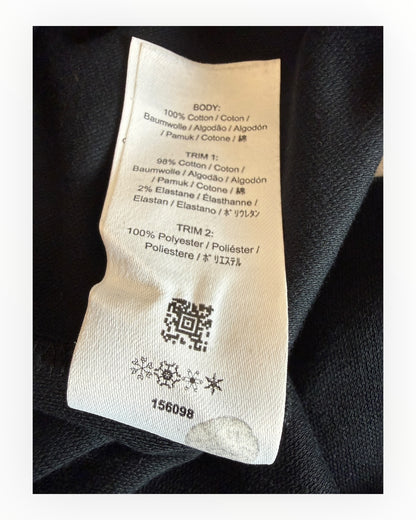 BODY:
100% Cotton / Coton /
Baumwolle / Algodão / Algodón
/ Pamuk / Cotone / 綿
TRIM 1:
98% Cotton / Coton /
Baumwolle / Algodão / Algodón
/ Pamuk / Cotone / 綿
2% Elastane / Élasthanne /
Elastan / Elastano / ポリウレタン
TRIM 2:
100% Polyester / Poliéster /
Poliestere / ポリエステル
156098